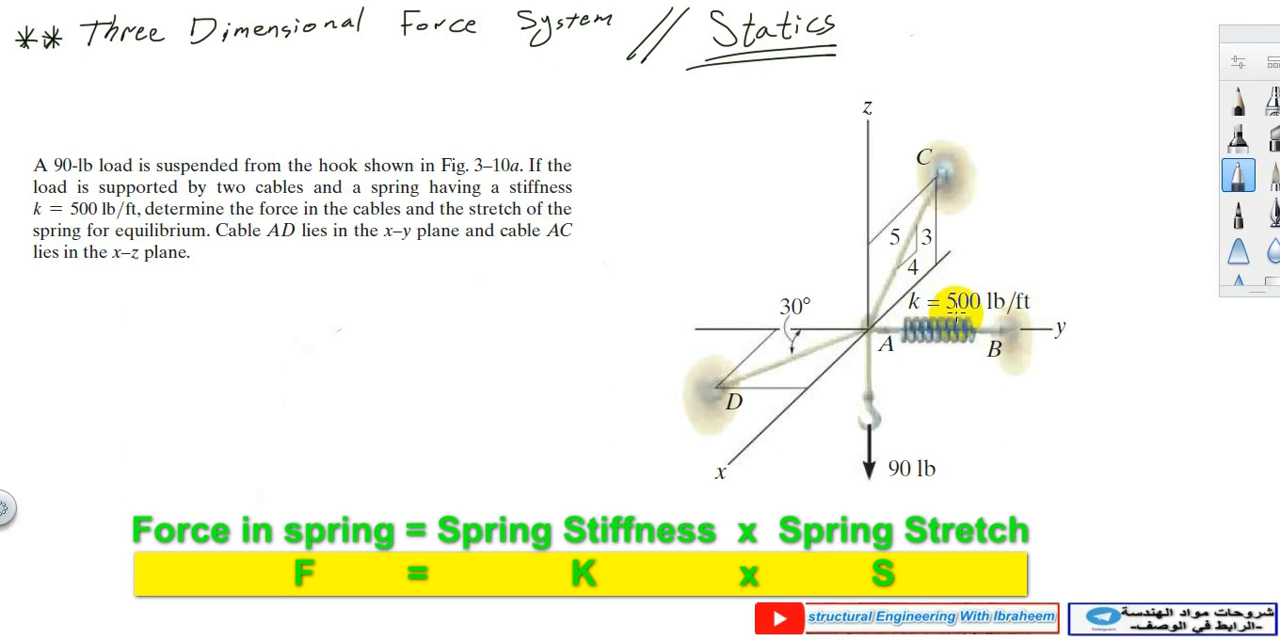 ** Three Dimensional Force System // Statics
A 90-lb load is suspended from the hook shown in Fig. 3–10a. If the
load is supported by two cables and a spring having a stiffness
k = 500 lb/ft, determine the force in the cables and the stretch of the
spring for equilibrium. Cable AD lies in the x–y plane and cable AC
lies in the x–z plane.
z
C
5
3
4
30°
k = 500 lb/ft
y
A
B
D
x
90 lb
Force in spring = Spring Stiffness x Spring Stretch
F = K x S
structural Engineering With Ibraheem
شروحات مواد الهندسة
-الرابط في الوصف-
Telegram